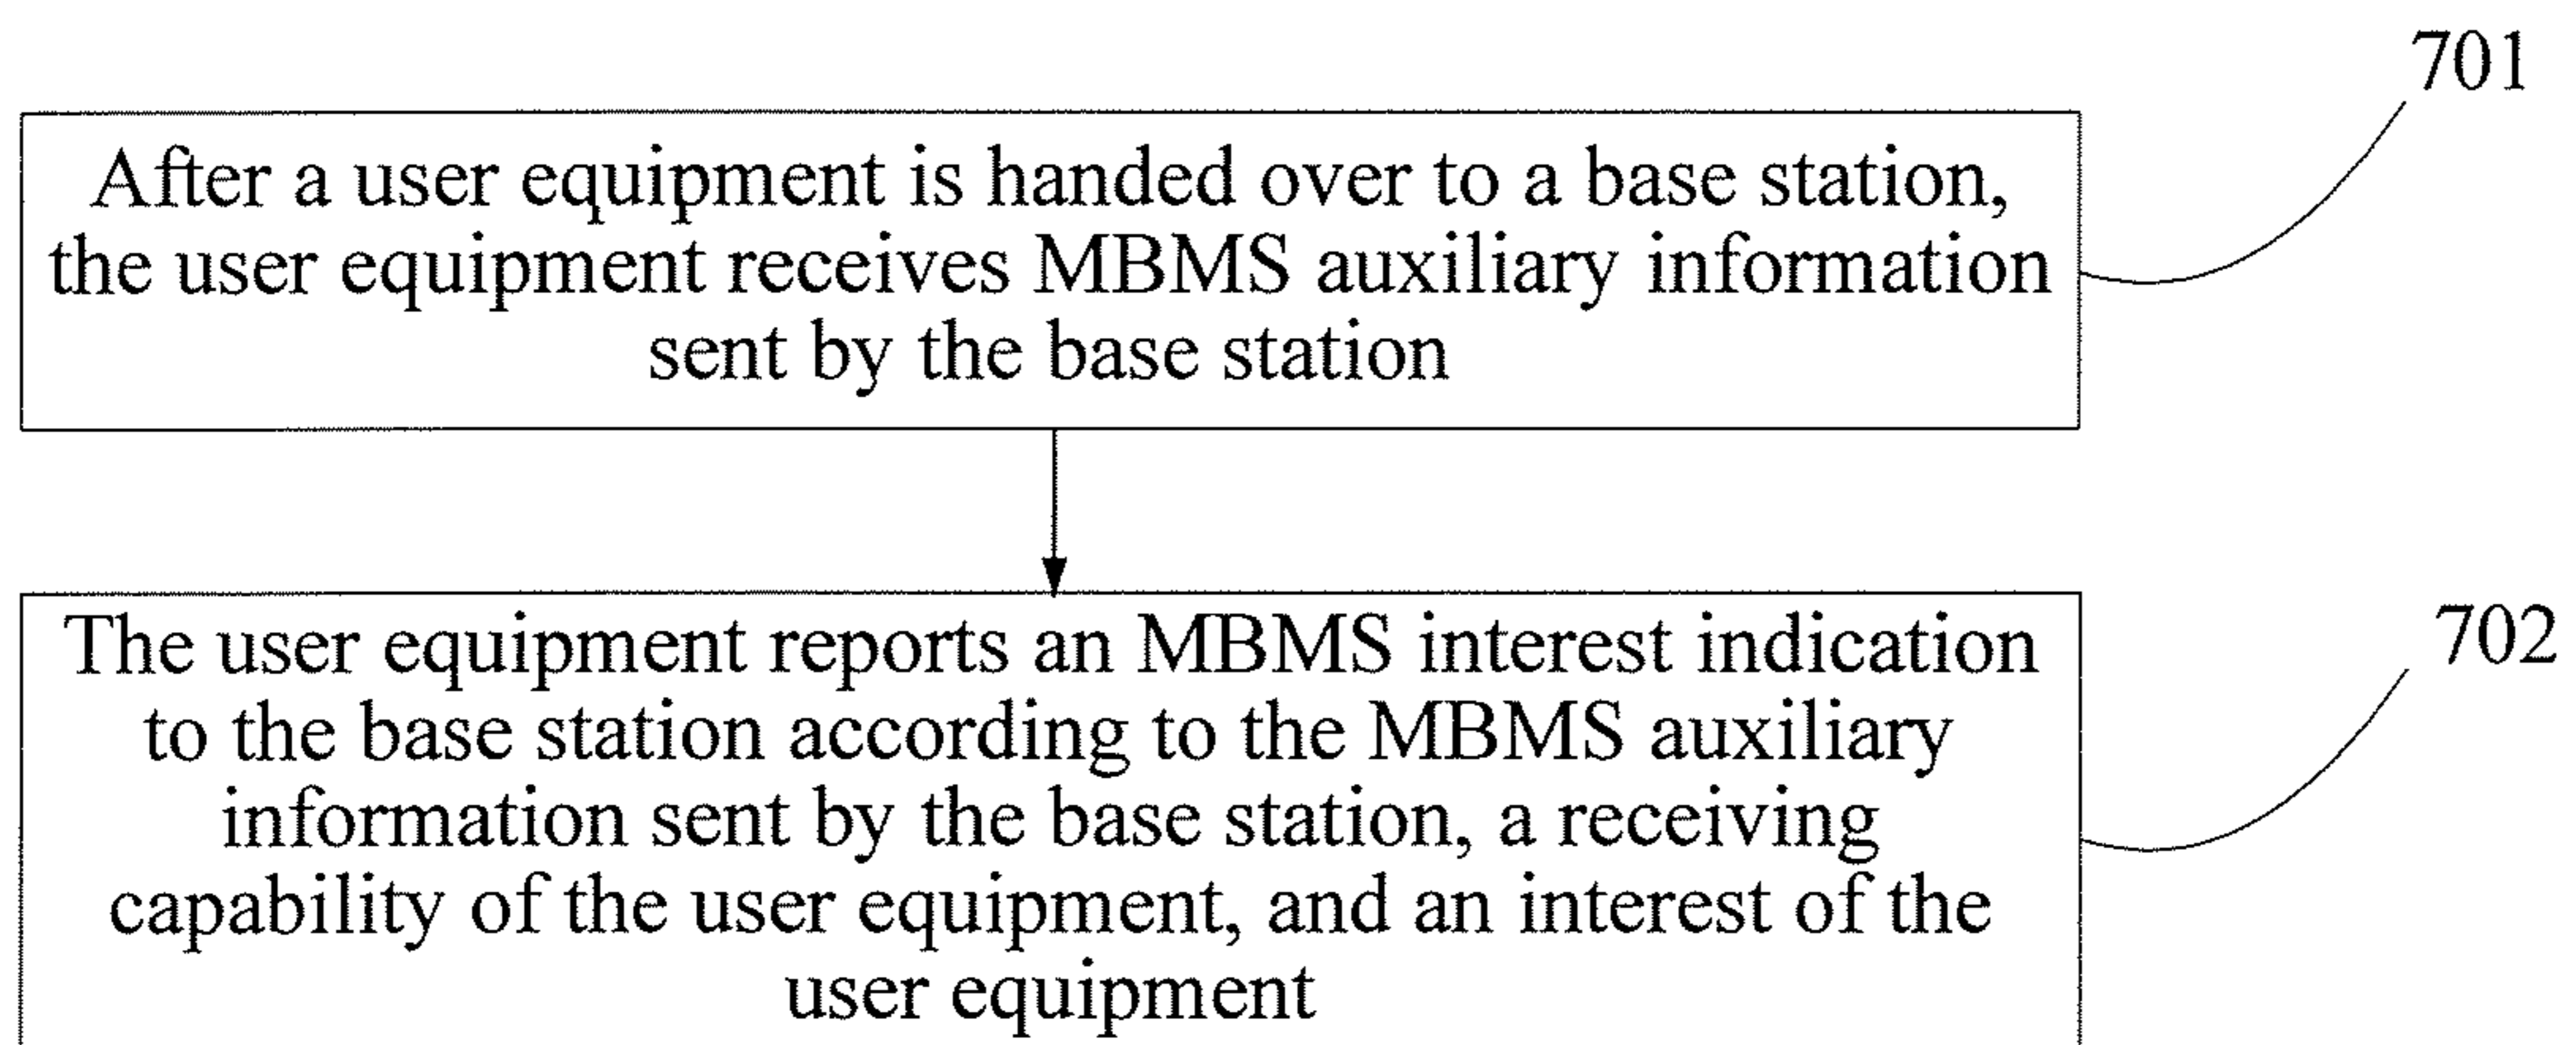 701
After a user equipment is handed over to a base station,
the user equipment receives MBMS auxiliary information
sent by the base station
702
The user equipment reports an MBMS interest indication
to the base station according to the MBMS auxiliary
information sent by the base station, a receiving
capability of the user equipment, and an interest of the
user equipment